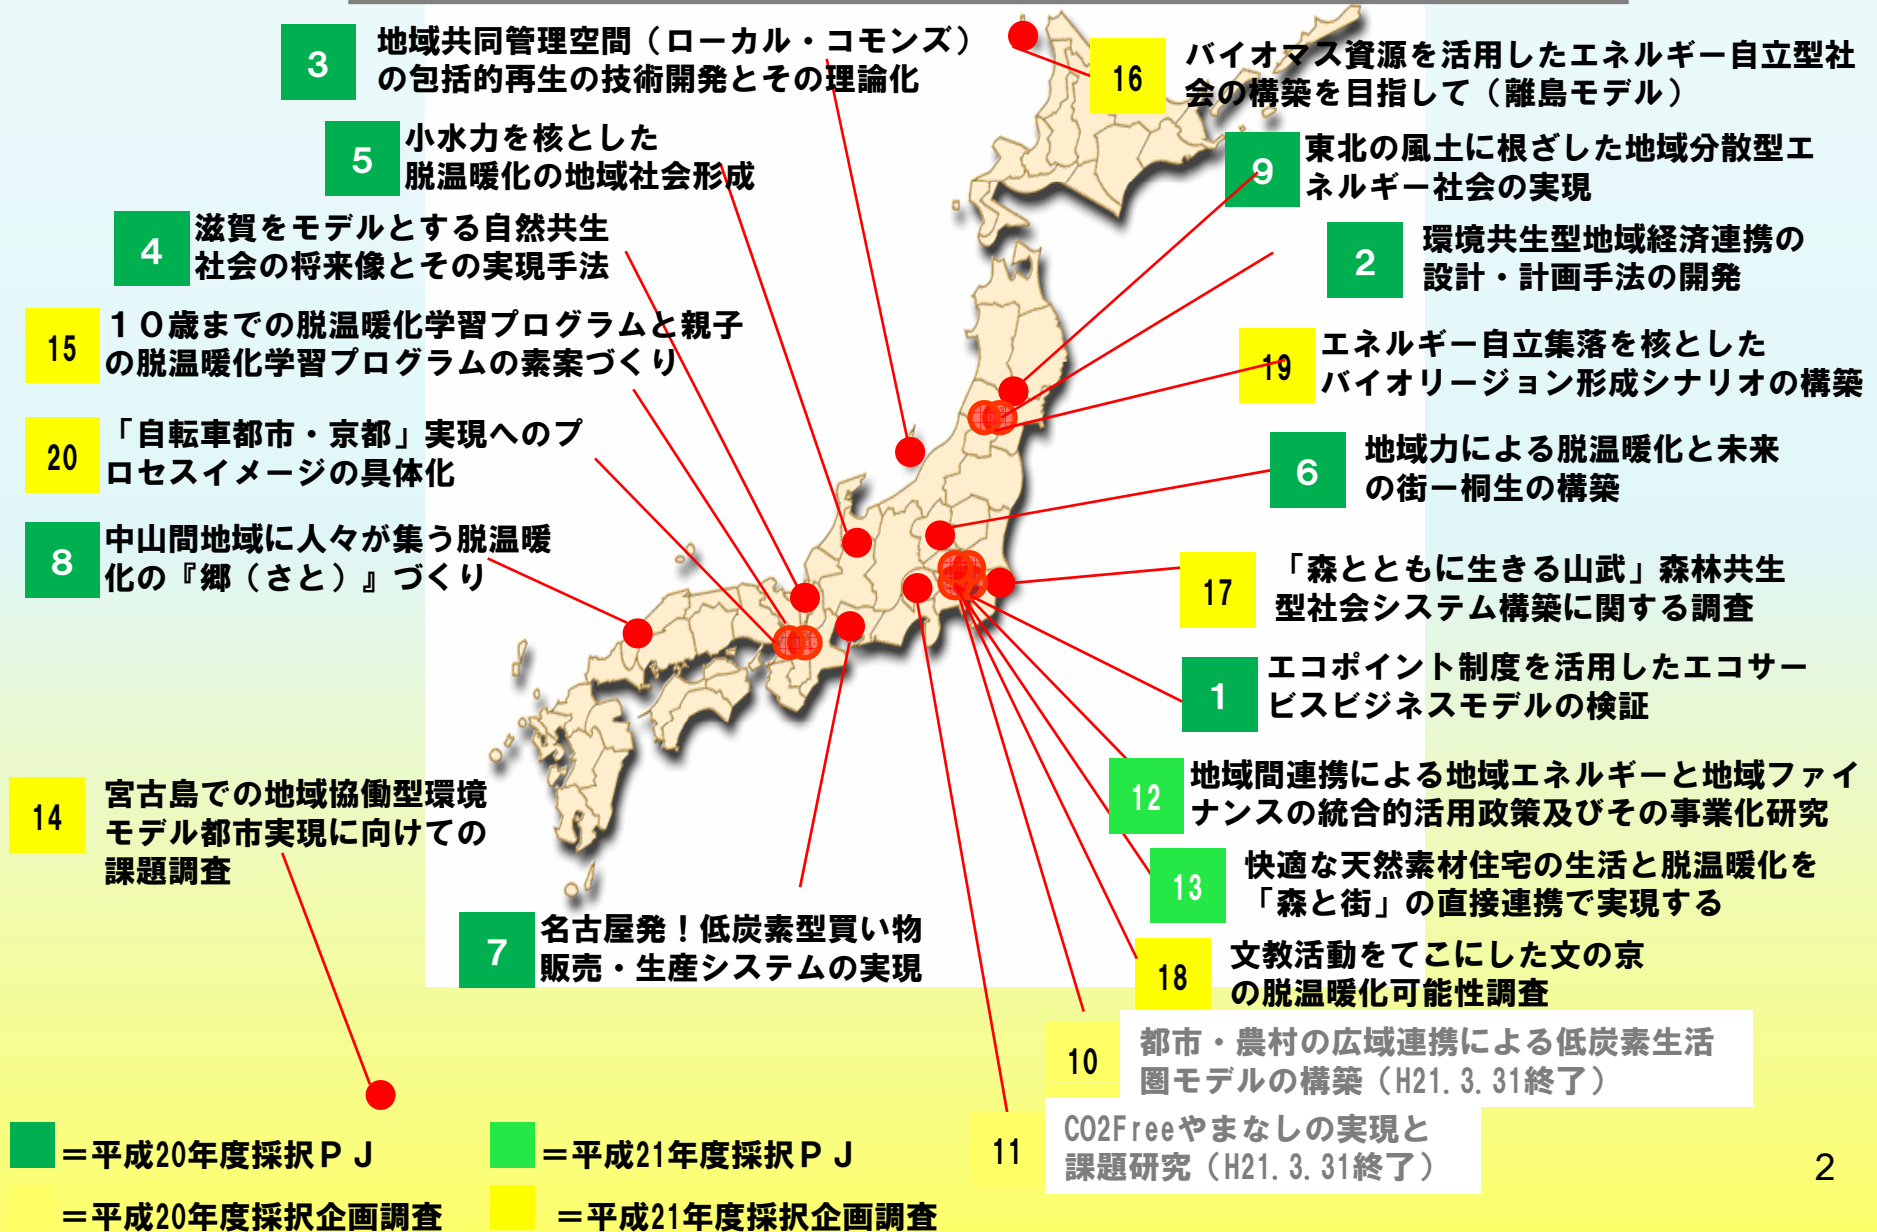 3
地域共同管理空間（ローカル・コモンズ）
の包括的再生の技術開発とその理論化
16
バイオマス資源を活用したエネルギー自立型社
会の構築を目指して（離島モデル）
5
小水力を核とした
脱温暖化の地域社会形成
9
東北の風土に根ざした地域分散型エ
ネルギー社会の実現
4
滋賀をモデルとする自然共生
社会の将来像とその実現手法
2
環境共生型地域経済連携の
設計・計画手法の開発
15
１０歳までの脱温暖化学習プログラムと親子
の脱温暖化学習プログラムの素案づくり
19
エネルギー自立集落を核とした
バイオリージョン形成シナリオの構築
20
「自転車都市・京都」実現へのプ
ロセスイメージの具体化
6
地域力による脱温暖化と未来
の街－桐生の構築
8
中山間地域に人々が集う脱温暖
化の『郷（さと）』づくり
17
「森とともに生きる山武」森林共生
型社会システム構築に関する調査
1
エコポイント制度を活用したエコサー
ビスビジネスモデルの検証
14
宮古島での地域協働型環境
モデル都市実現に向けての
課題調査
12
地域間連携による地域エネルギーと地域ファイ
ナンスの統合的活用政策及びその事業化研究
13
快適な天然素材住宅の生活と脱温暖化を
「森と街」の直接連携で実現する
7
名古屋発！低炭素型買い物
販売・生産システムの実現
18
文教活動をてこにした文の京
の脱温暖化可能性調査
10
都市・農村の広域連携による低炭素生活
圏モデルの構築（H21.3.31終了）
11
CO2Freeやまなしの実現と
課題研究（H21.3.31終了）
＝平成20年度採択ＰＪ
＝平成21年度採択ＰＪ
2
＝平成20年度採択企画調査
＝平成21年度採択企画調査